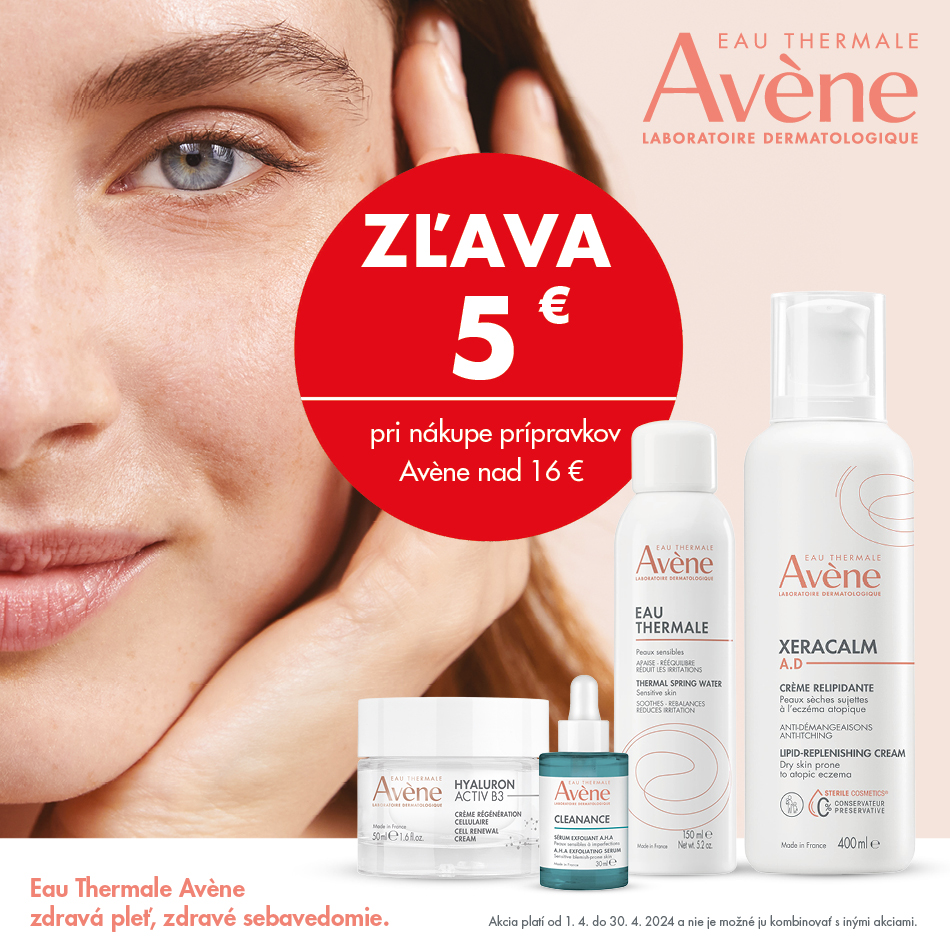 EAU THERMALE
Avène
LABORATOIRE DERMATOLOGIQUE
ZĽAVA
5 €
pri nákupe prípravkov
Avène nad 16 €
EAU THERMALE
Avène
LABORATOIRE DERMATOLOGIQUE
HYALURON
ACTIV B3
CRÈME RÉGÉNÉRATION
CELLULAIRE
CELL RENEWAL
CREAM
Made in France
50 ml e 1.6 fl.oz.
EAU THERMALE
Avène
LABORATOIRE DERMATOLOGIQUE
CLEANANCE
SÉRUM EXFOLIANT A.H.A
Peaux sensibles à imperfections
A.H.A EXFOLIATING SERUM
Sensitive blemish-prone skin
30 ml e
EAU THERMALE
Avène
LABORATOIRE DERMATOLOGIQUE
EAU
THERMALE
Peaux sensibles
APAISE - RÉÉQUILIBRE
RÉDUIT LES IRRITATIONS
THERMAL SPRING WATER
Sensitive skin
SOOTHES - REBALANCES
REDUCES IRRITATION
150 ml e
Made in France
Net wt. 5.2 oz.
EAU THERMALE
Avène
LABORATOIRE DERMATOLOGIQUE
XERACALM
A.D
CRÈME RELIPIDANTE
Peaux sèches sujettes
à l'eczéma atopique
ANTI-DÉMANGEAISONS
ANTI-ITCHING
LIPID-REPLENISHING CREAM
Dry skin prone
to atopic eczema
STERILE COSMETICS®
0% CONSERVATEUR
PRESERVATIVE
Made in France
400 ml e
Eau Thermale Avène
zdravá pleť, zdravé sebavedomie.
Akcia platí od 1. 4. do 30. 4. 2024 a nie je možné ju kombinovať s inými akciami.